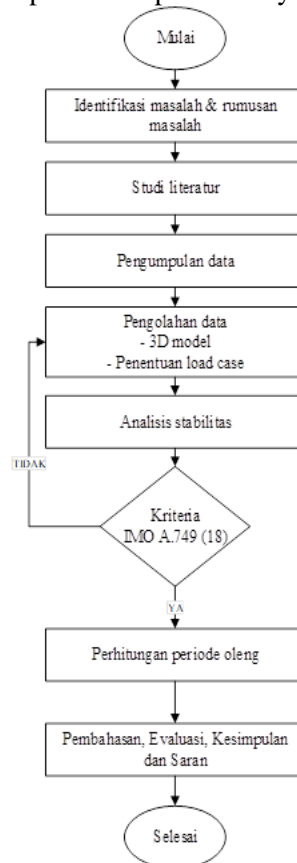 Mulai
Identifikasi masalah & rumusan
masalah
Studi literatur
Pengumpulan data
Pengolahan data
- 3D model
- Penentuan load case
Analisis stabilitas
TIDAK
Kriteria
IMO A.749 (18)
YA
Perhitungan periode oleng
Pembahasan, Evaluasi, Kesimpulan
dan Saran
Selesai